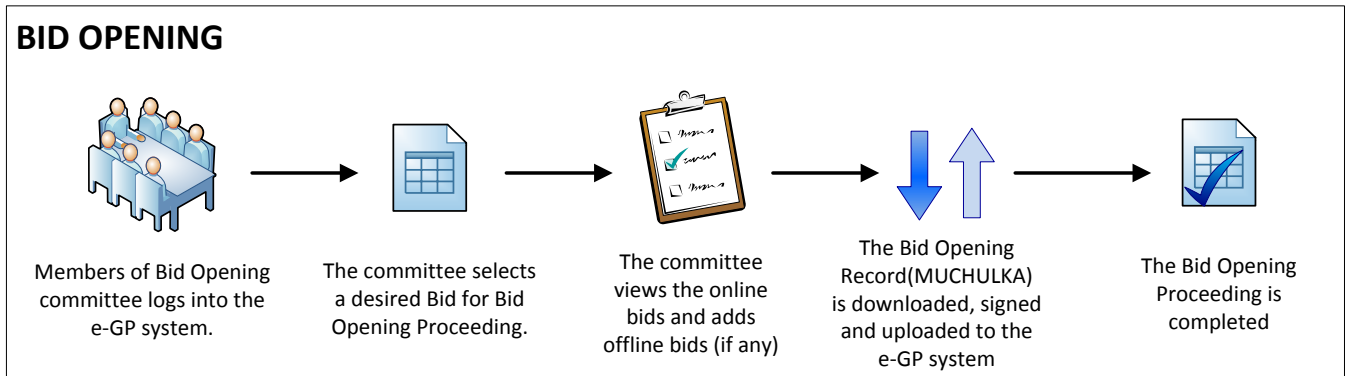 BID OPENING
Members of Bid Opening
committee logs into the
e-GP system.
The committee selects
a desired Bid for Bid
Opening Proceeding.
The committee
views the online
bids and adds
offline bids (if any)
The Bid Opening
Record(MUCHULKA)
is downloaded, signed
and uploaded to the
e-GP system
The Bid Opening
Proceeding is
completed